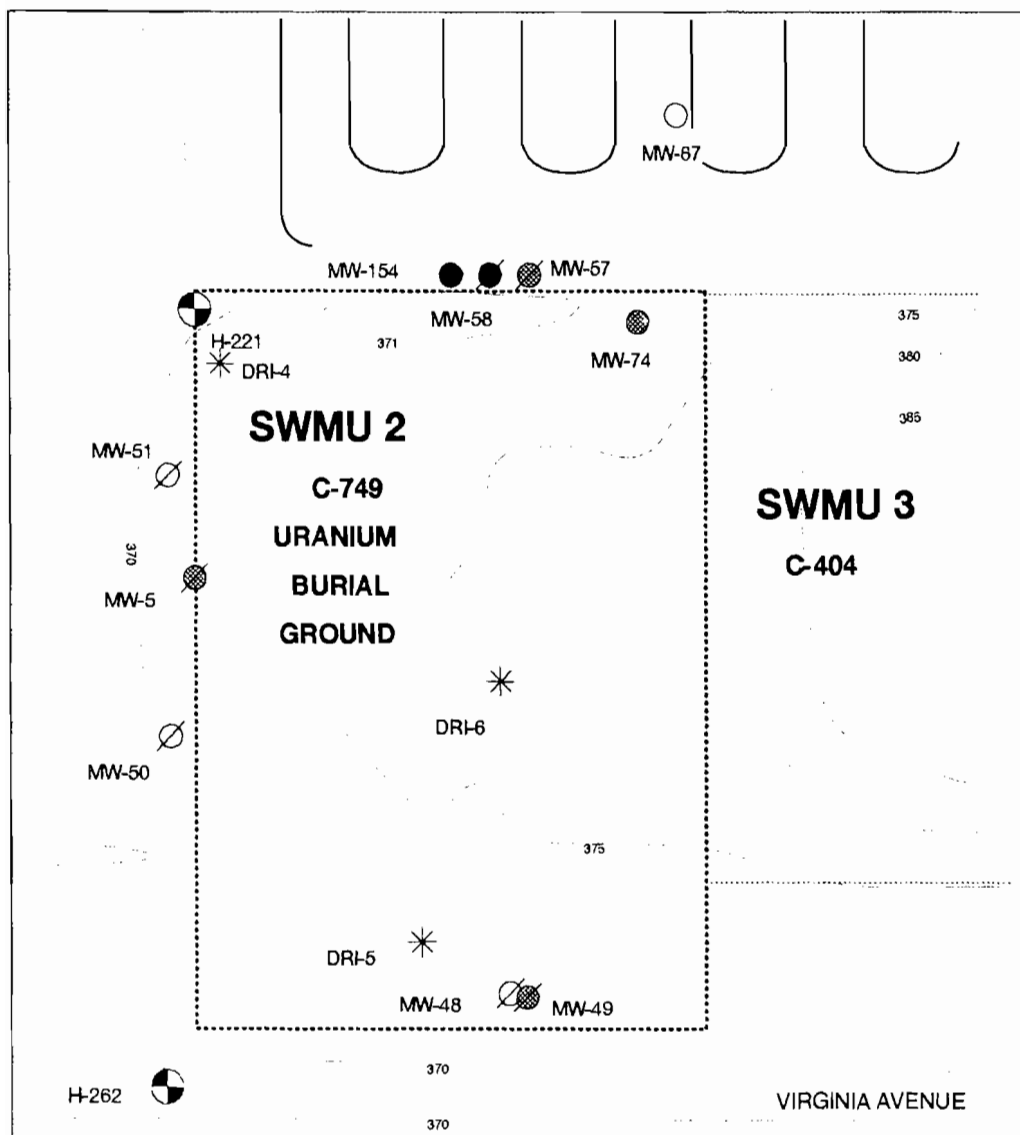 MW-67
MW-154
MW-57
MW-58
H-221
371
MW-74
375
380
385
DRI-4
SWMU 2
C-749
URANIUM
BURIAL
GROUND
MW-51
370
MW-5
SWMU 3
C-404
DRI-6
MW-50
375
DRI-5
MW-48
MW-49
370
H-262
370
VIRGINIA AVENUE